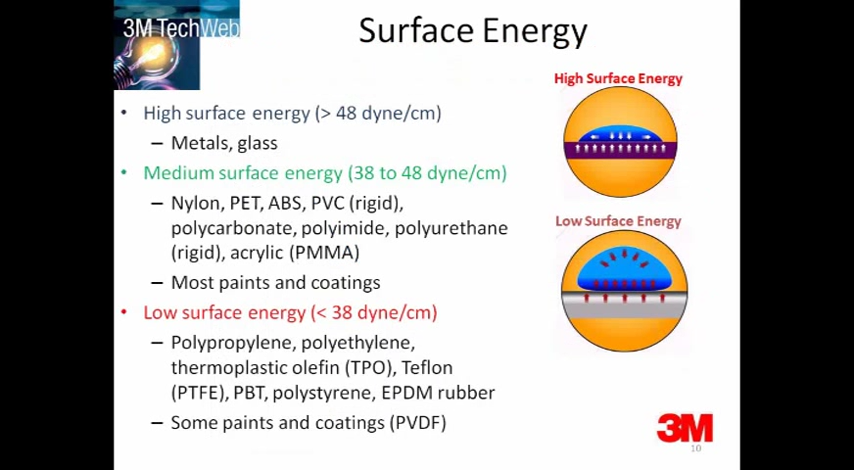 3M TechWeb
Surface Energy
• High surface energy (> 48 dyne/cm)
– Metals, glass
• Medium surface energy (38 to 48 dyne/cm)
– Nylon, PET, ABS, PVC (rigid),
polycarbonate, polyimide, polyurethane
(rigid), acrylic (PMMA)
– Most paints and coatings
• Low surface energy (< 38 dyne/cm)
– Polypropylene, polyethylene,
thermoplastic olefin (TPO), Teflon
(PTFE), PBT, polystyrene, EPDM rubber
– Some paints and coatings (PVDF)
High Surface Energy
Low Surface Energy
3M
10